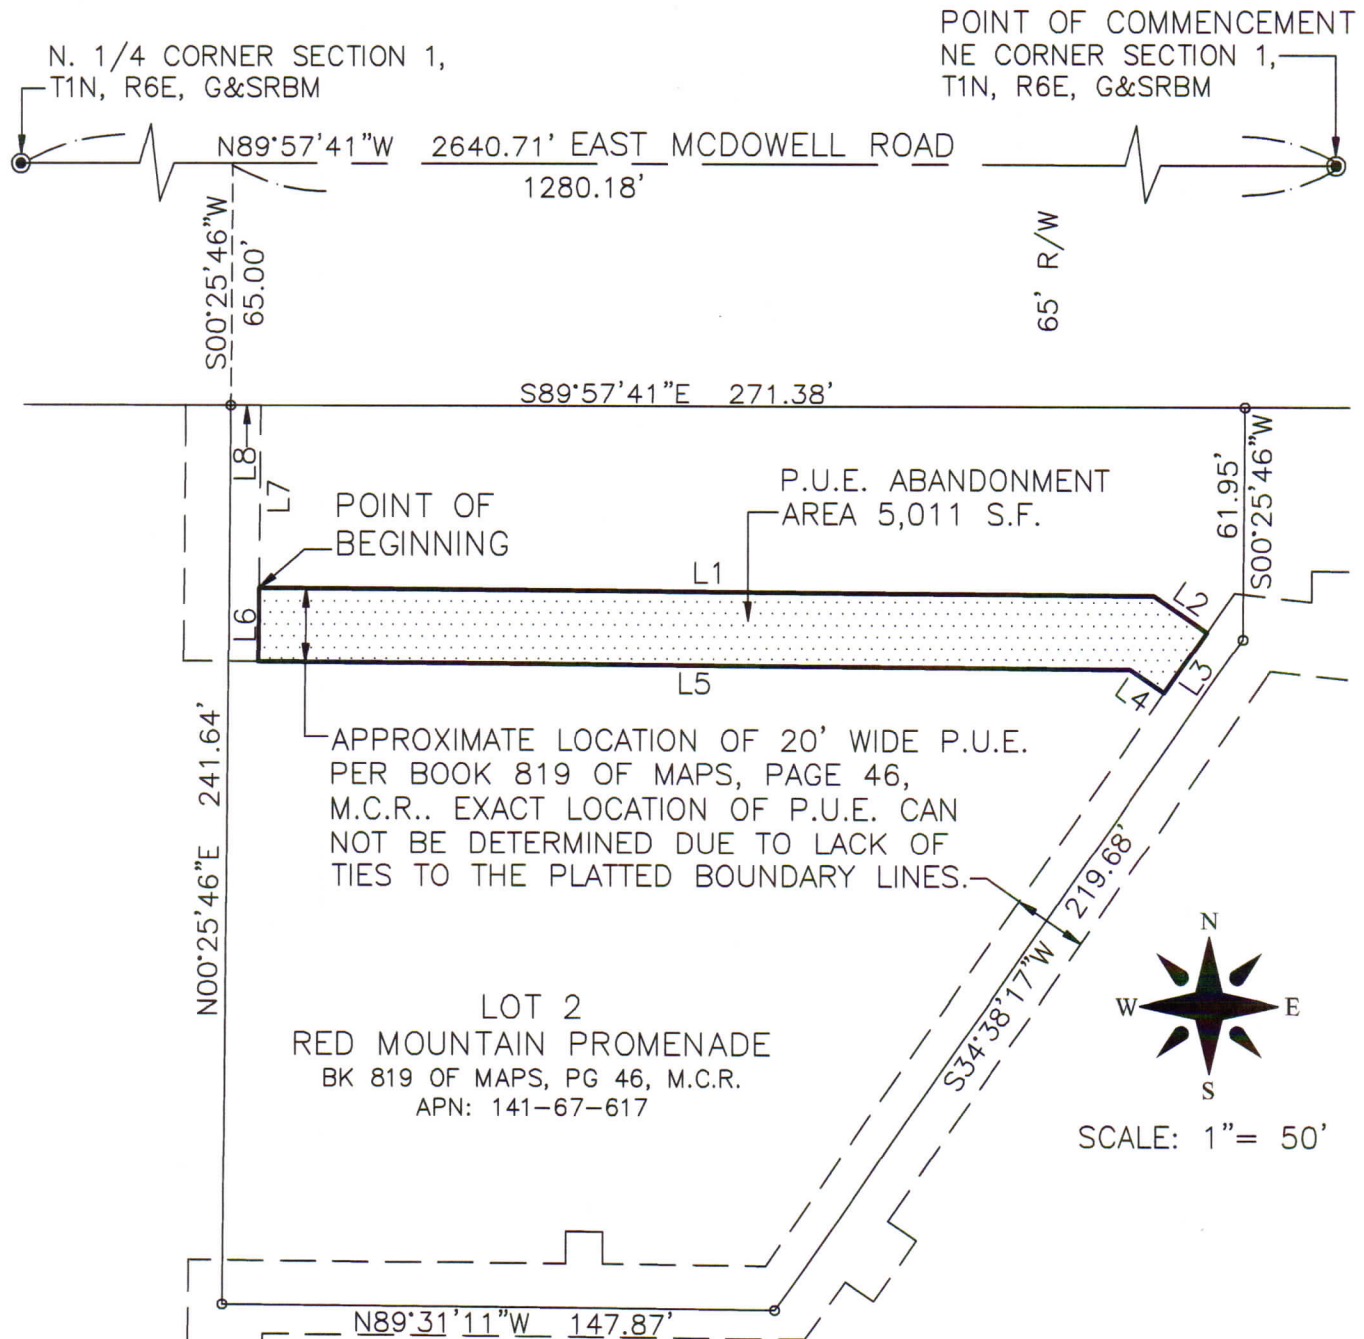 POINT OF COMMENCEMENT
NE CORNER SECTION 1,
T1N, R6E, G&SRBM
N. 1/4 CORNER SECTION 1,
T1N, R6E, G&SRBM
N89°57'41"W 2640.71' EAST MCDOWELL ROAD
1280.18'
S00°25'46"W
65.00'
65' R/W
S89°57'41"E 271.38'
L8
L7
POINT OF
BEGINNING
P.U.E. ABANDONMENT
AREA 5,011 S.F.
61.95'
S00°25'46"W
L1
L2
L6
L3
L4
L5
APPROXIMATE LOCATION OF 20' WIDE P.U.E.
PER BOOK 819 OF MAPS, PAGE 46,
M.C.R.. EXACT LOCATION OF P.U.E. CAN
NOT BE DETERMINED DUE TO LACK OF
TIES TO THE PLATTED BOUNDARY LINES.
N00°25'46"E 241.64'
S34°38'17"W 219.68'
LOT 2
RED MOUNTAIN PROMENADE
BK 819 OF MAPS, PG 46, M.C.R.
APN: 141-67-617
N
W E
S
SCALE: 1"= 50'
N89°31'11"W 147.87'